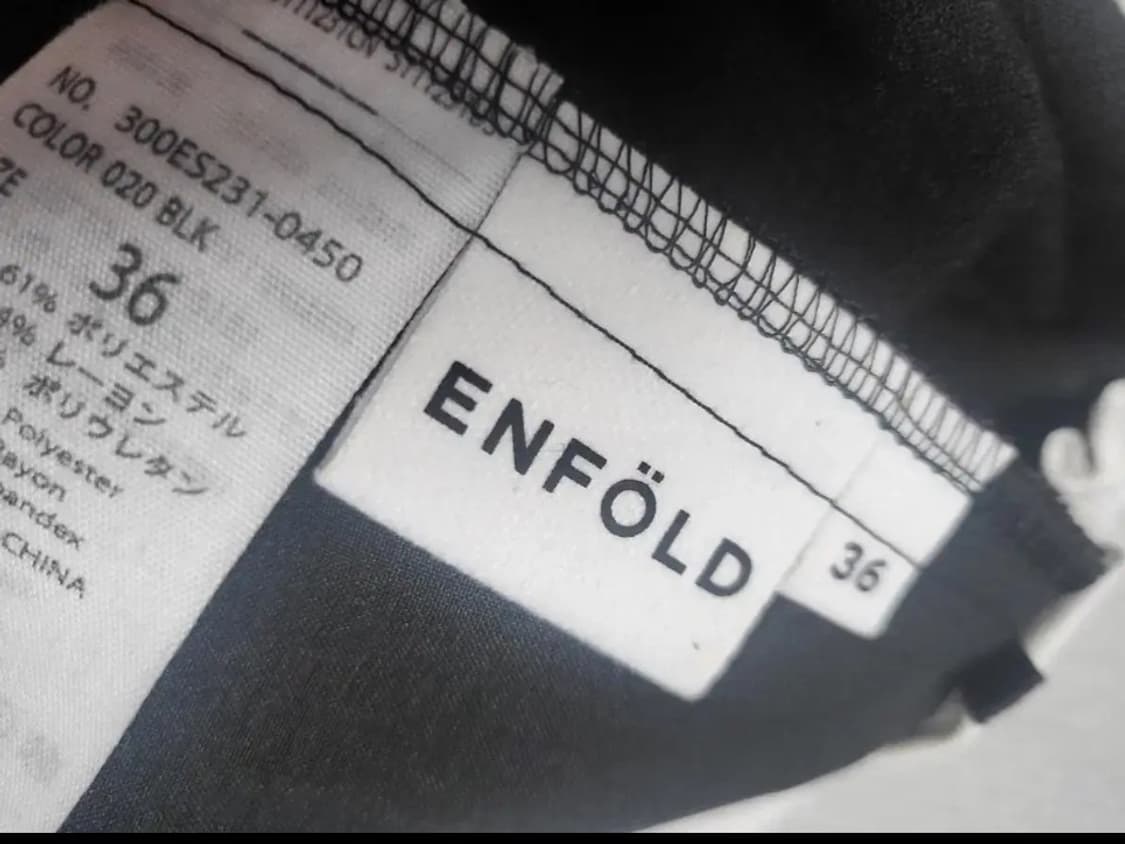 NO. 300ES231-0450
COLOR 020 BLK
36
61% ポリエステル
レーヨン
ポリウレタン
Polyester
CHINA
ENFÖLD
36